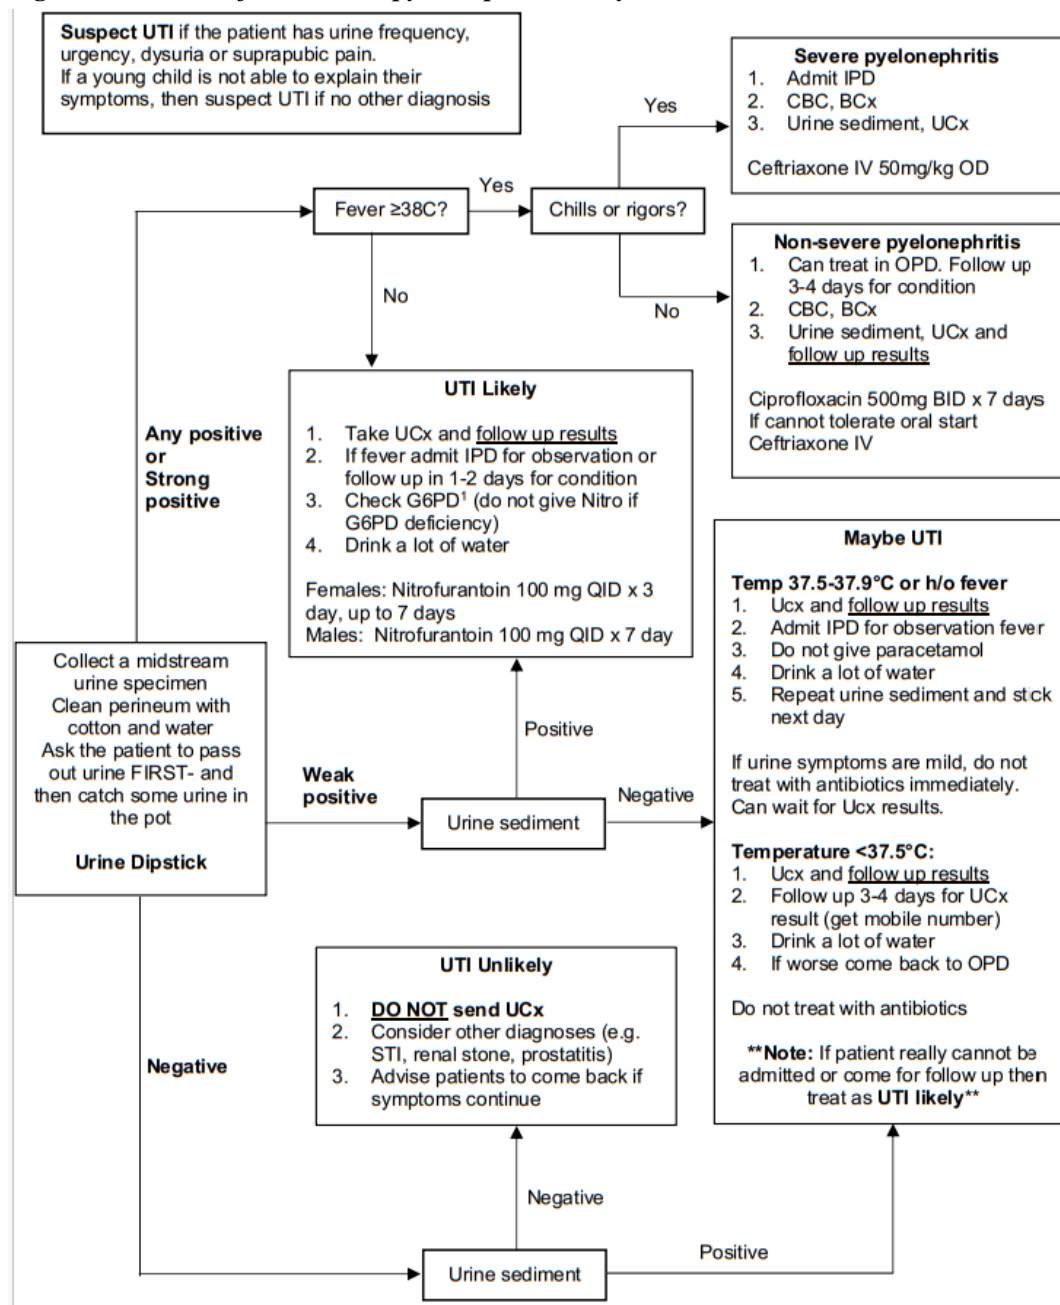 Suspect UTI if the patient has urine frequency,
urgency, dysuria or suprapubic pain.
If a young child is not able to explain their
symptoms, then suspect UTI if no other diagnosis
Severe pyelonephritis
1. Admit IPD
2. CBC, BCx
3. Urine sediment, UCx
Ceftriaxone IV 50mg/kg OD
Yes
Fever ≥38C?
Yes
Chills or rigors?
No
No
Non-severe pyelonephritis
1. Can treat in OPD. Follow up
3-4 days for condition
2. CBC, BCx
3. Urine sediment, UCx and
follow up results
Ciprofloxacin 500mg BID x 7 days
If cannot tolerate oral start
Ceftriaxone IV
Any positive
or
Strong
positive
UTI Likely
1. Take UCx and follow up results
2. If fever admit IPD for observation or
follow up in 1-2 days for condition
3. Check G6PD¹ (do not give Nitro if
G6PD deficiency)
4. Drink a lot of water
Females: Nitrofurantoin 100 mg QID x 3
day, up to 7 days
Males: Nitrofurantoin 100 mg QID x 7 day
Collect a midstream
urine specimen
Clean perineum with
cotton and water
Ask the patient to pass
out urine FIRST- and
then catch some urine in
the pot
Urine Dipstick
Weak
positive
Positive
Urine sediment
Negative
Maybe UTI
Temp 37.5-37.9°C or h/o fever
1. Ucx and follow up results
2. Admit IPD for observation fever
3. Do not give paracetamol
4. Drink a lot of water
5. Repeat urine sediment and stick
next day
If urine symptoms are mild, do not
treat with antibiotics immediately.
Can wait for Ucx results.
Temperature <37.5°C:
1. Ucx and follow up results
2. Follow up 3-4 days for UCx
result (get mobile number)
3. Drink a lot of water
4. If worse come back to OPD
Do not treat with antibiotics
**Note: If patient really cannot be
admitted or come for follow up then
treat as UTI likely**
UTI Unlikely
1. DO NOT send UCx
2. Consider other diagnoses (e.g.
STI, renal stone, prostatitis)
3. Advise patients to come back if
symptoms continue
Negative
Negative
Urine sediment
Positive